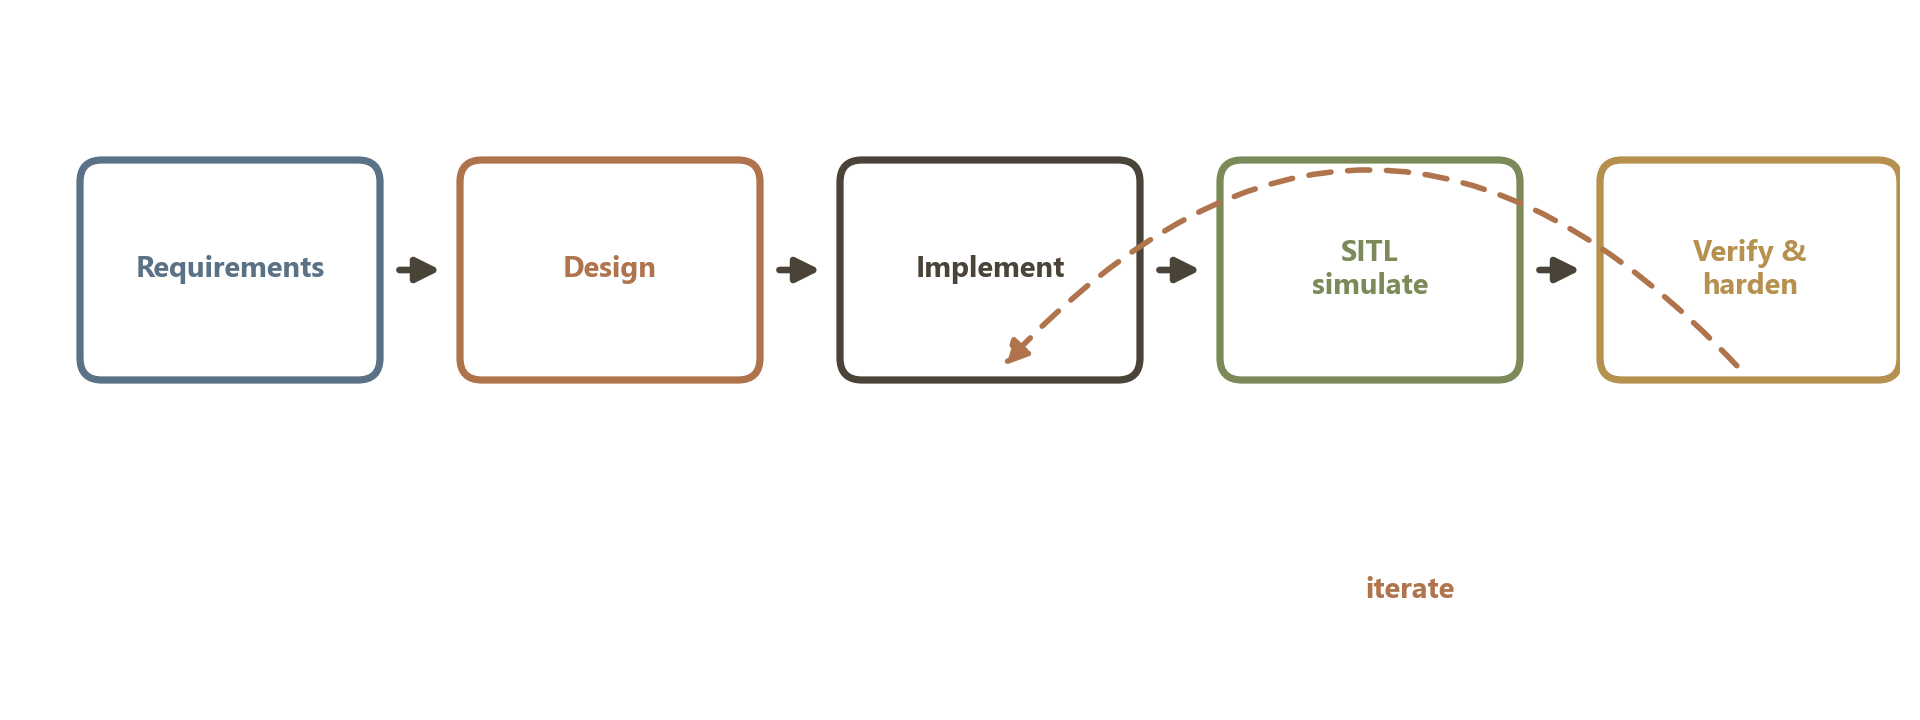 Requirements
Design
Implement
SITL
simulate
Verify &
harden
iterate